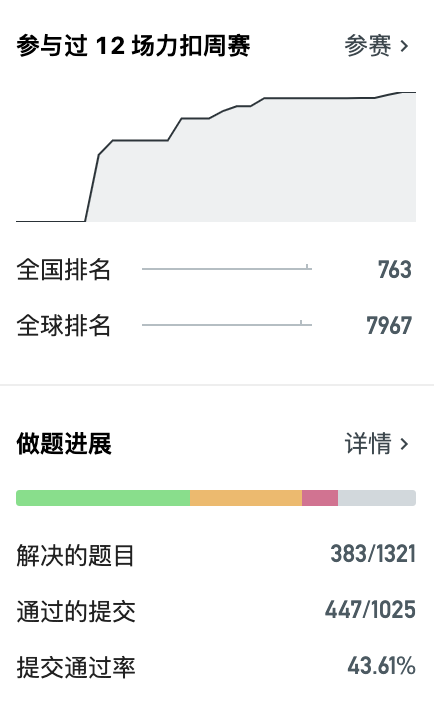 参与过 12 场力扣周赛 参赛 >
全国排名 763
全球排名 7967
做题进展 详情 >
解决的题目 383/1321
通过的提交 447/1025
提交通过率 43.61%